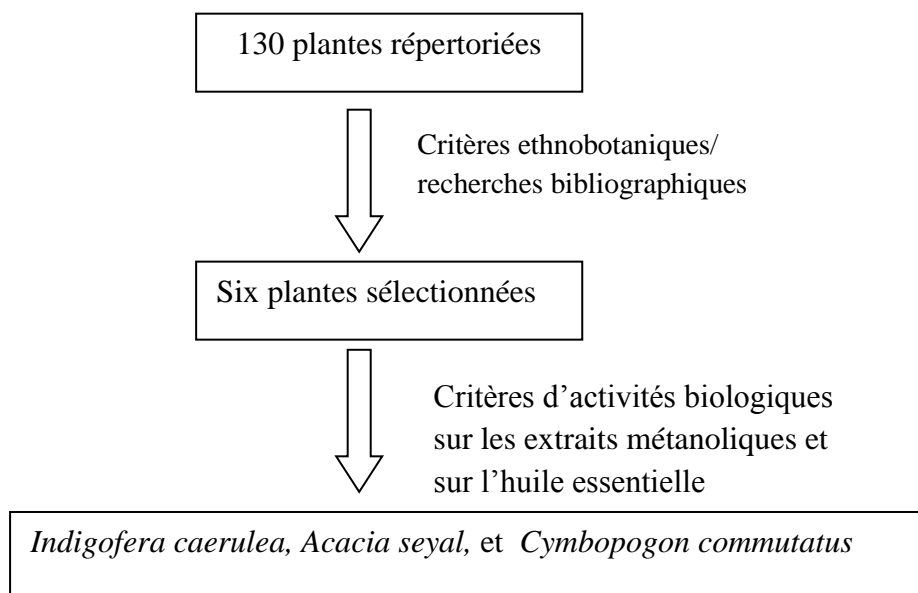 130 plantes répertoriées
Critères ethnobotaniques/
recherches bibliographiques
Six plantes sélectionnées
Critères d'activités biologiques
sur les extraits métanoliques et
sur l'huile essentielle
Indigofera caerulea, Acacia seyal, et Cymbopogon commutatus